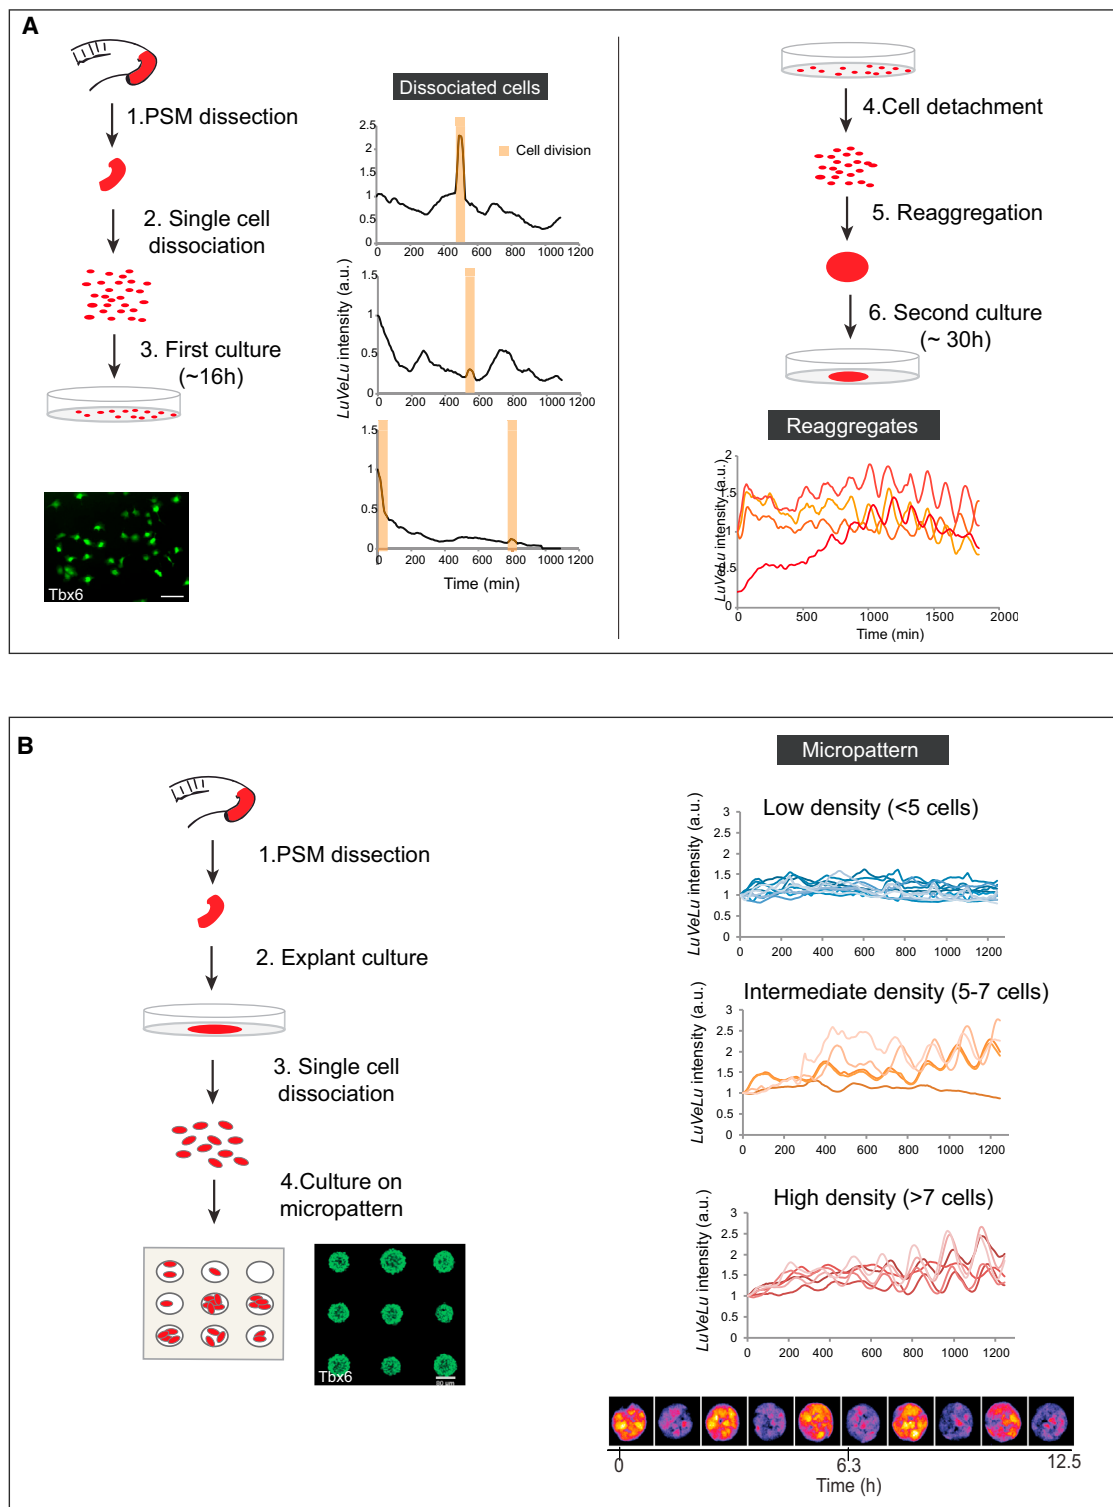 A
1.PSM dissection
2. Single cell
dissociation
3. First culture
(~16h)
Tbx6
Dissociated cells
Cell division
LuVeLu intensity (a.u.)
2.5
2
1.5
1
0.5
0
0 200 400 600 800 1000 1200
1.5
1
0.5
0
0 200 400 600 800 1000 1200
1.5
1
0.5
0
0 200 400 600 800 1000 1200
Time (min)
4.Cell detachment
5. Reaggregation
6. Second culture
(~ 30h)
Reaggregates
LuVeLu intensity (a.u.)
2
1.5
1
0.5
0
0 500 1000 1500 2000
Time (min)
B
1.PSM dissection
2. Explant culture
3. Single cell
dissociation
4.Culture on
micropattern
Tbx6
80 µm
Micropattern
Low density (<5 cells)
LuVeLu intensity (a.u.)
3
2.5
2
1.5
1
0.5
0
0 200 400 600 800 1000 1200
Intermediate density (5-7 cells)
LuVeLu intensity (a.u.)
3
2.5
2
1.5
1
0.5
0
0 200 400 600 800 1000 1200
High density (>7 cells)
LuVeLu intensity (a.u.)
3
2.5
2
1.5
1
0.5
0
0 200 400 600 800 1000 1200
0 6.3 12.5
Time (h)